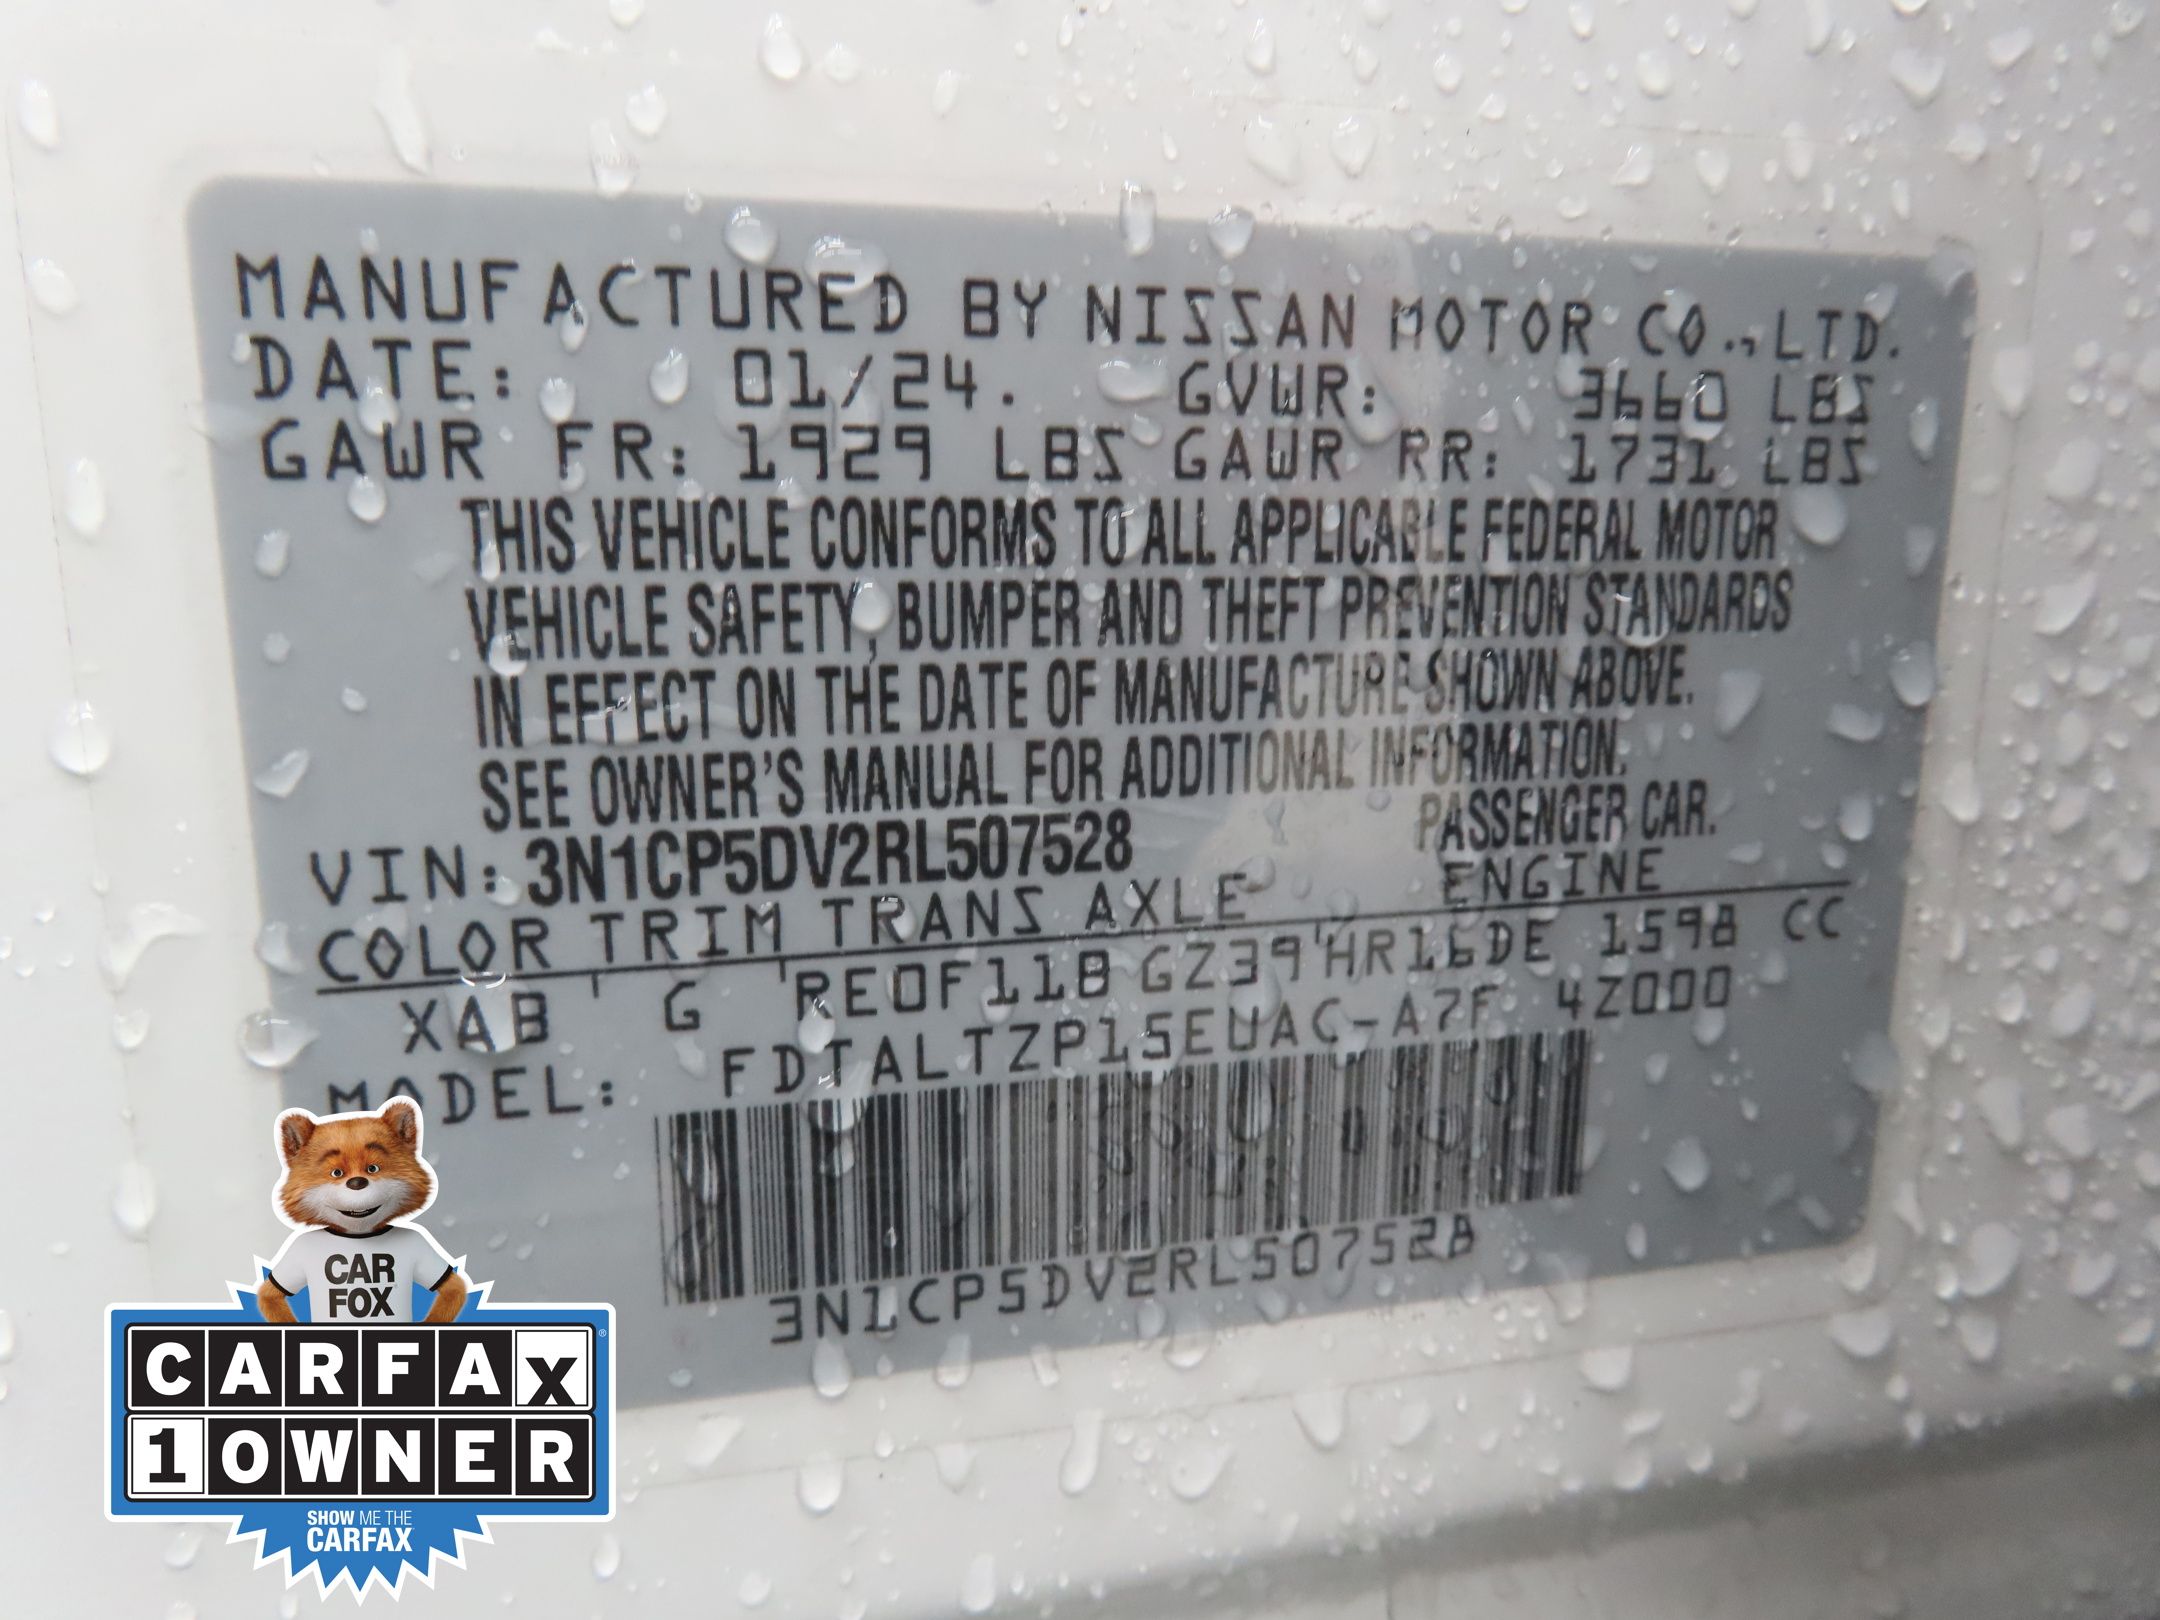 MANUFACTURED BY NISSAN MOTOR CO., LTD.
DATE: 01/24. GVWR: 3660 LBS
GAWR FR: 1929 LBS GAWR RR: 1731 LBS
THIS VEHICLE CONFORMS TO ALL APPLICABLE FEDERAL MOTOR
VEHICLE SAFETY, BUMPER AND THEFT PREVENTION STANDARDS
IN EFFECT ON THE DATE OF MANUFACTURE SHOWN ABOVE.
SEE OWNER'S MANUAL FOR ADDITIONAL INFORMATION.
VIN: 3N1CP5DV2RL507528 PASSENGER CAR.
COLOR TRIM TRANS AXLE ENGINE
XAB G RE0F11B GZ39 HR16DE 1598 CC
MODEL: FDTALTZP15EUAC-A7F 4Z000
3N1CP5DV2RL507528
CAR
FOX
CARFAX
1 OWNER
SHOW ME THE
CARFAX